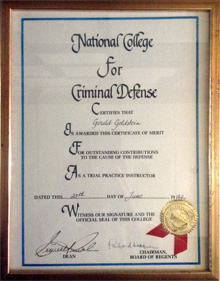 National College
For
Criminal Defense
CERTIFIES THAT
Gerald Goldstein
IS AWARDED THIS CERTIFICATE OF MERIT
FOR OUTSTANDING CONTRIBUTIONS
TO THE CAUSE OF THE DEFENSE
AS A TRIAL PRACTICE INSTRUCTOR
DATED THIS DAY OF June 19
WITNESS OUR SIGNATURE AND THE
OFFICIAL SEAL OF THIS COLLEGE
DEAN
CHAIRMAN,
BOARD OF REGENTS